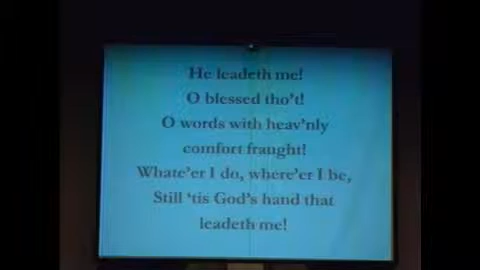 He leadeth me!
O blessed tho't!
O words with heav'nly
comfort fraught!
Whate'er I do, where'er I be,
Still ‘tis God's hand that
leadeth me!